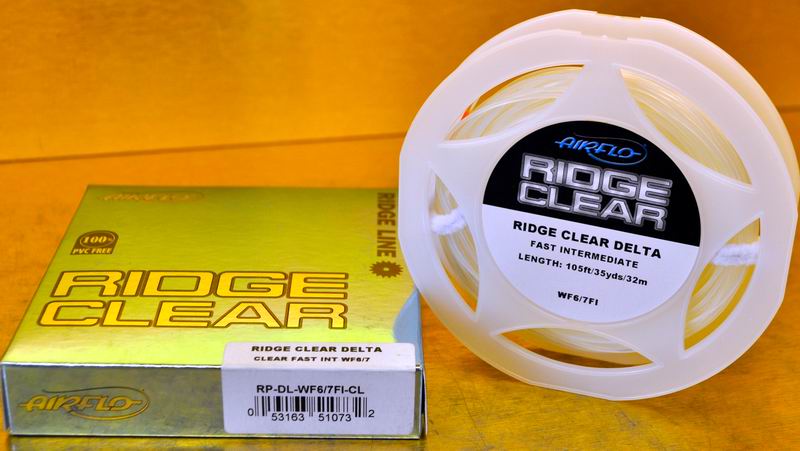 AIRFLO
100%
PVC FREE
RIDGE LINE
RIDGE
CLEAR
RIDGE CLEAR DELTA
CLEAR FAST INT WF6/7
RP-DL-WF6/7FI-CL
0 53163 51073 2
AIRFLO
AIRFLO
RIDGE
CLEAR
RIDGE CLEAR DELTA
FAST INTERMEDIATE
LENGTH: 105ft/35yds/32m
WF6/7FI